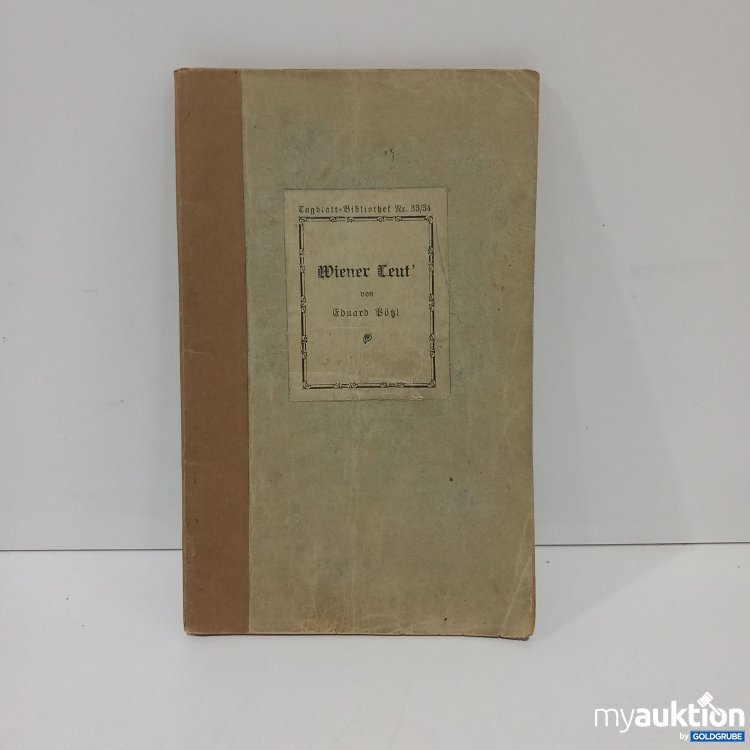 Tagblatt-Bibliothek Nr. 33/34
Wiener Leut'
von
Eduard Pötzl
myauktion
by GOLDGRUBE